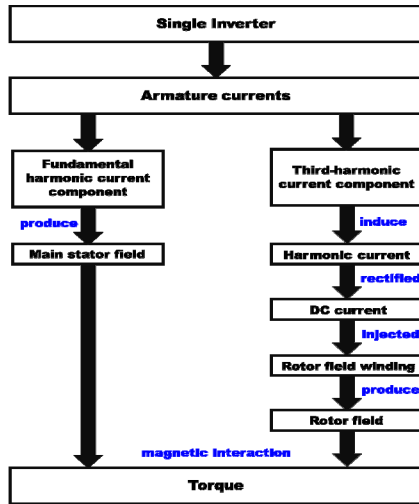 Single Inverter
Armature currents
Fundamental
harmonic current
component
produce
Main stator field
Third-harmonic
current component
induce
Harmonic current
rectified
DC current
Injected
Rotor field winding
produce
Rotor field
magnetic interaction
Torque